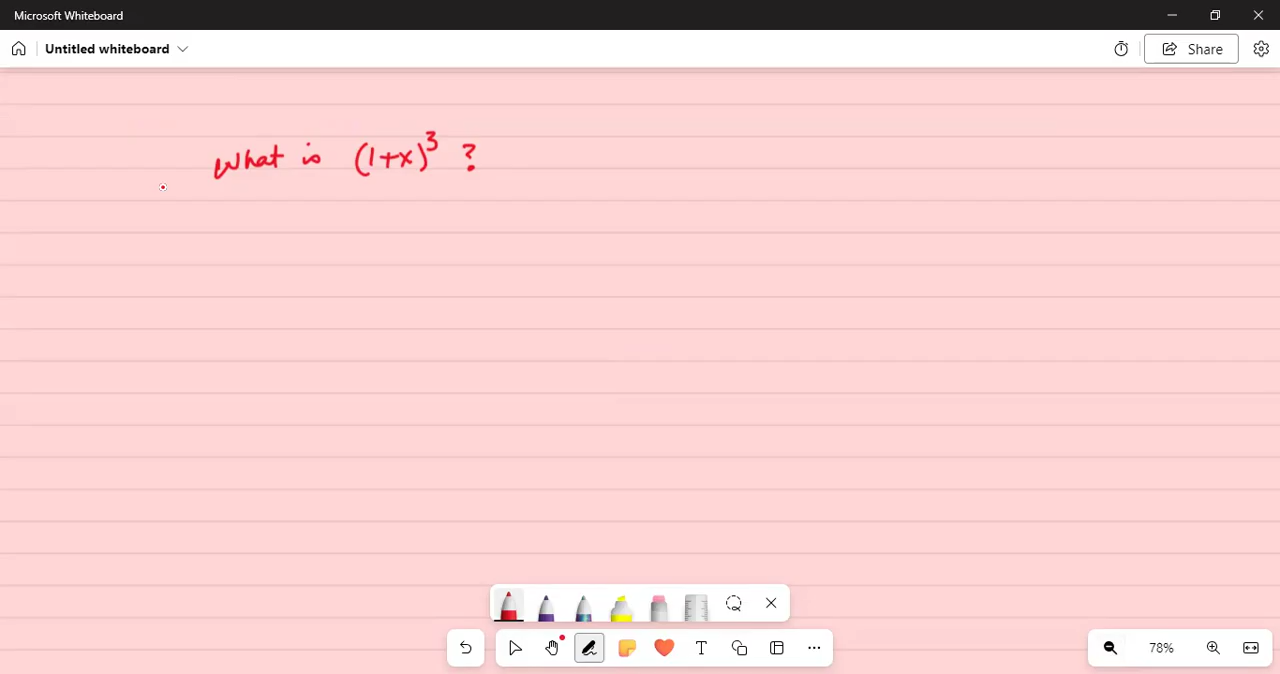 Microsoft Whiteboard
Untitled whiteboard
Share
What is (1+x)³ ?
T
78%